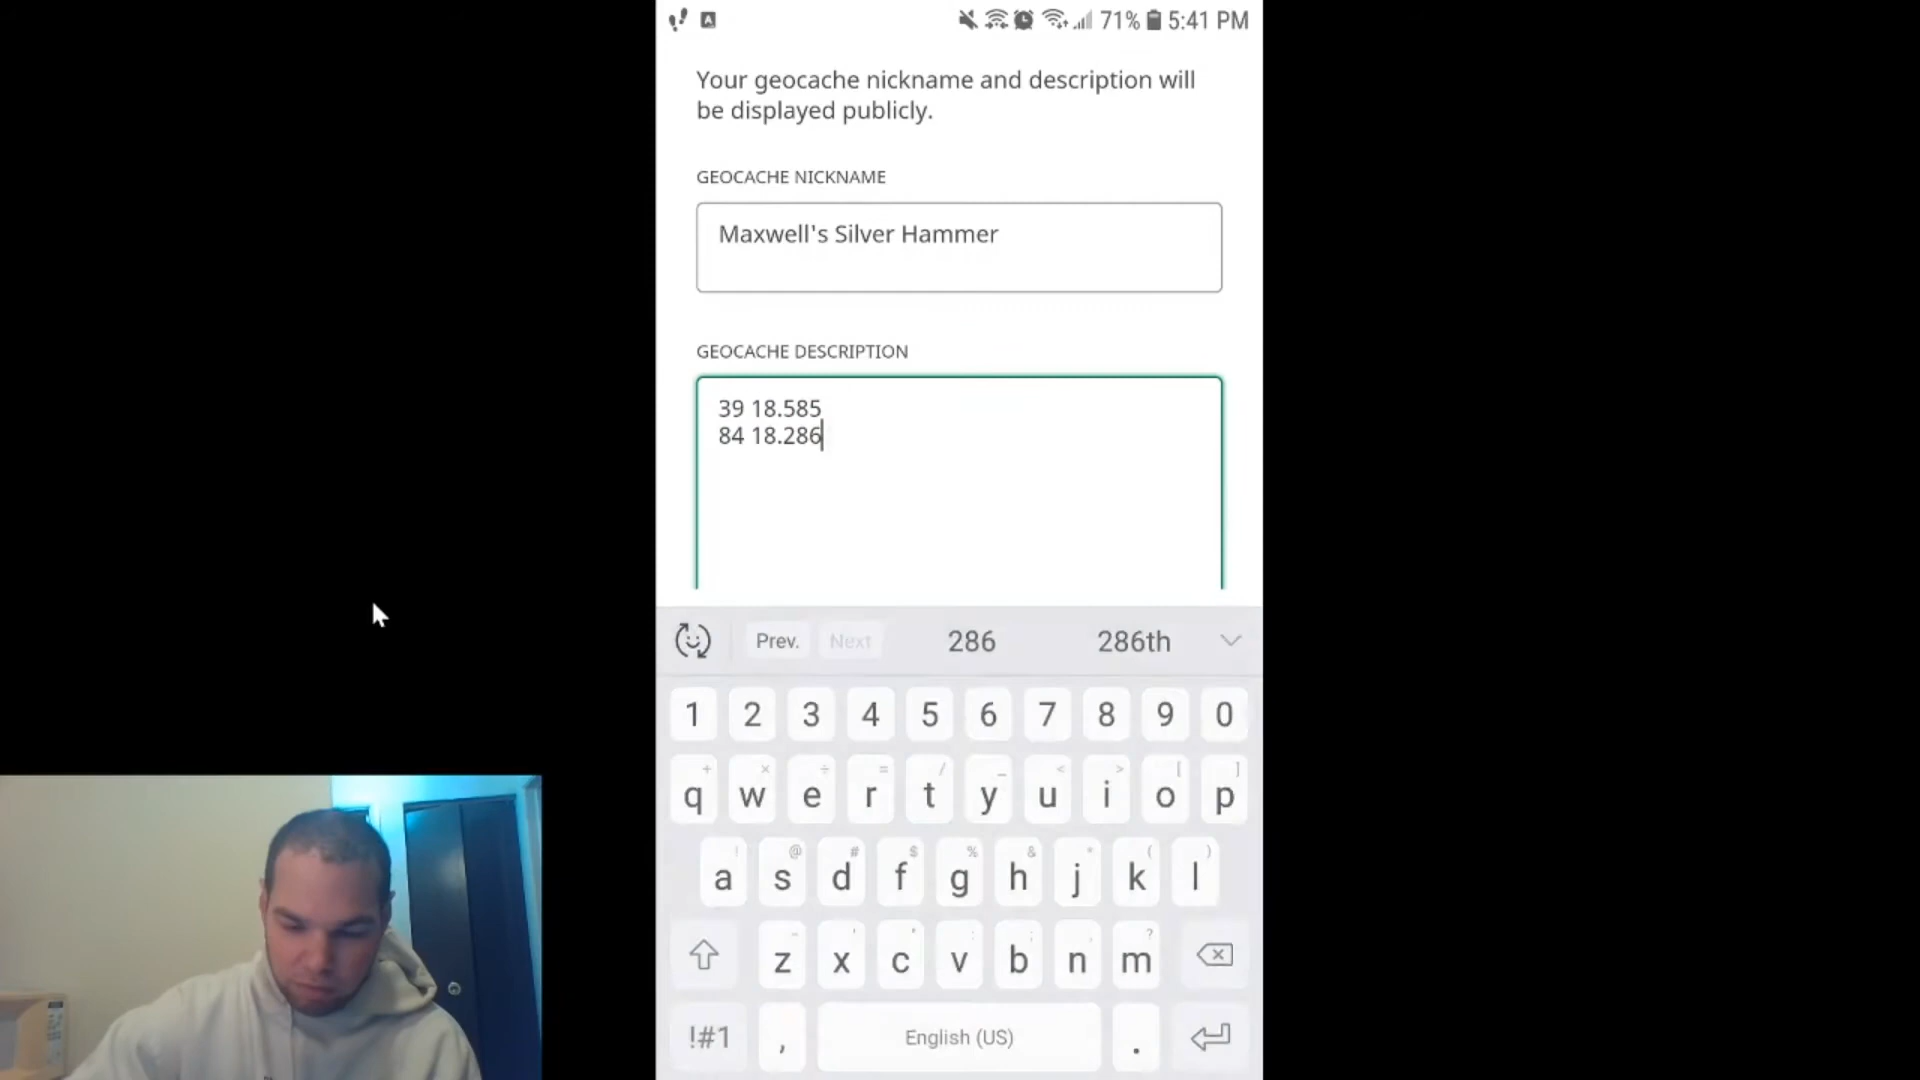 71% 5:41 PM
Your geocache nickname and description will
be displayed publicly.
GEOCACHE NICKNAME
Maxwell's Silver Hammer
GEOCACHE DESCRIPTION
39 18.585
84 18.286
Prev. Next 286 286th
1 2 3 4 5 6 7 8 9 0
+ × ÷ = / _ < > [ ]
q w e r t y u i o p
! @ # $ % & * ( )
a s d f g h j k l
- ' " : ; , ?
z x c v b n m
!#1 , English (US) .